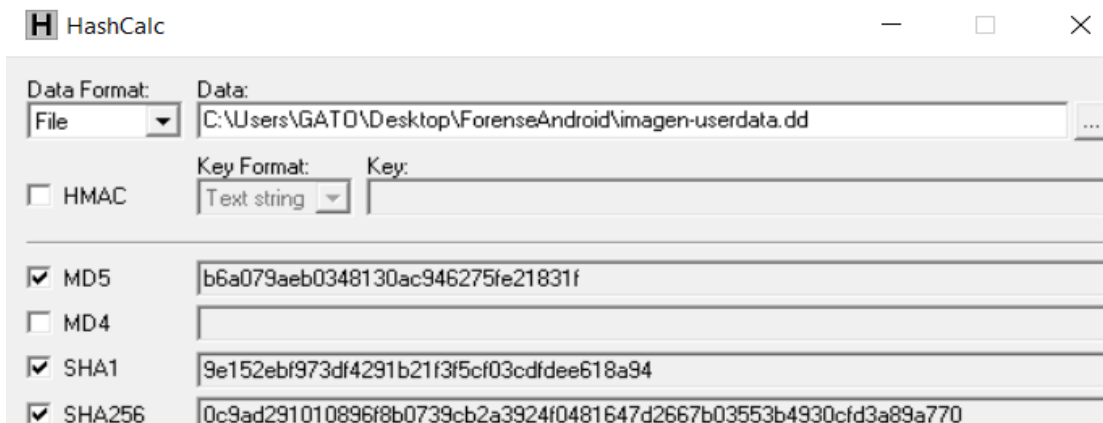 H HashCalc
Data Format: Data:
File C:\Users\GATO\Desktop\ForenseAndroid\imagen-userdata.dd ...
Key Format: Key:
HMAC Text string
MD5 b6a079aeb0348130ac946275fe21831f
MD4
SHA1 9e152ebf973df4291b21f3f5cf03cdfdee618a94
SHA256 0c9ad291010896f8b0739cb2a3924f0481647d2667b03553b4930cfd3a89a770